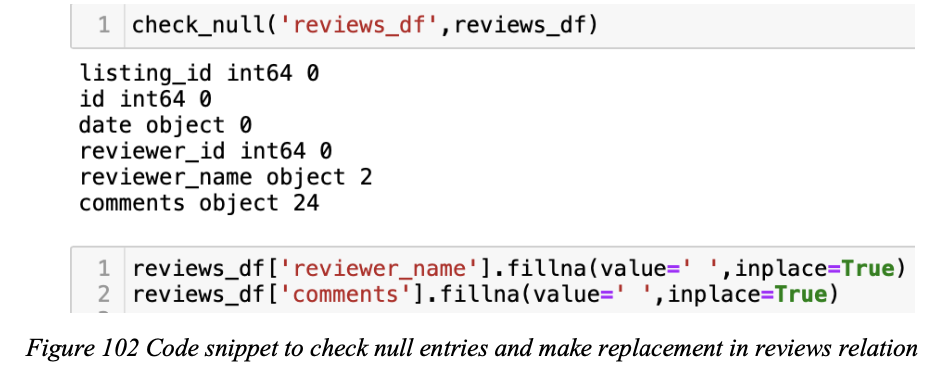 1 check_null('reviews_df',reviews_df)
listing_id int64 0
id int64 0
date object 0
reviewer_id int64 0
reviewer_name object 2
comments object 24
1 reviews_df['reviewer_name'].fillna(value=' ',inplace=True)
2 reviews_df['comments'].fillna(value=' ',inplace=True)
Figure 102 Code snippet to check null entries and make replacement in reviews relation